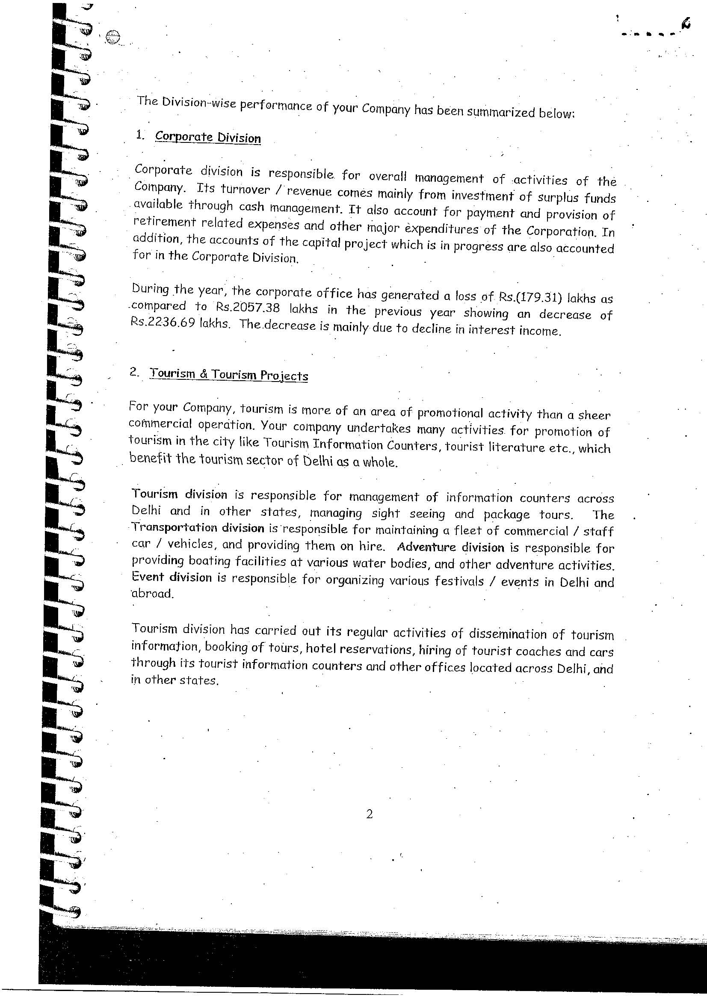 The Division-wise performance of your Company has been summarized below:
1. Corporate Division
Corporate division is responsible for overall management of activities of the
Company. Its turnover / revenue comes mainly from investment of surplus funds
available through cash management. It also account for payment and provision of
retirement related expenses and other major expenditures of the Corporation. In
addition, the accounts of the capital project which is in progress are also accounted
for in the Corporate Division.
During the year, the corporate office has generated a loss of Rs.(179.31) lakhs as
compared to Rs.2057.38 lakhs in the previous year showing an decrease of
Rs.2236.69 lakhs. The decrease is mainly due to decline in interest income.
2. Tourism & Tourism Projects
For your Company, tourism is more of an area of promotional activity than a sheer
commercial operation. Your company undertakes many activities for promotion of
tourism in the city like Tourism Information Counters, tourist literature etc., which
benefit the tourism sector of Delhi as a whole.
Tourism division is responsible for management of information counters across
Delhi and in other states, managing sight seeing and package tours. The
Transportation division is responsible for maintaining a fleet of commercial / staff
car / vehicles, and providing them on hire. Adventure division is responsible for
providing boating facilities at various water bodies, and other adventure activities.
Event division is responsible for organizing various festivals / events in Delhi and
abroad.
Tourism division has carried out its regular activities of dissemination of tourism
information, booking of tours, hotel reservations, hiring of tourist coaches and cars
through its tourist information counters and other offices located across Delhi, and
in other states.
2